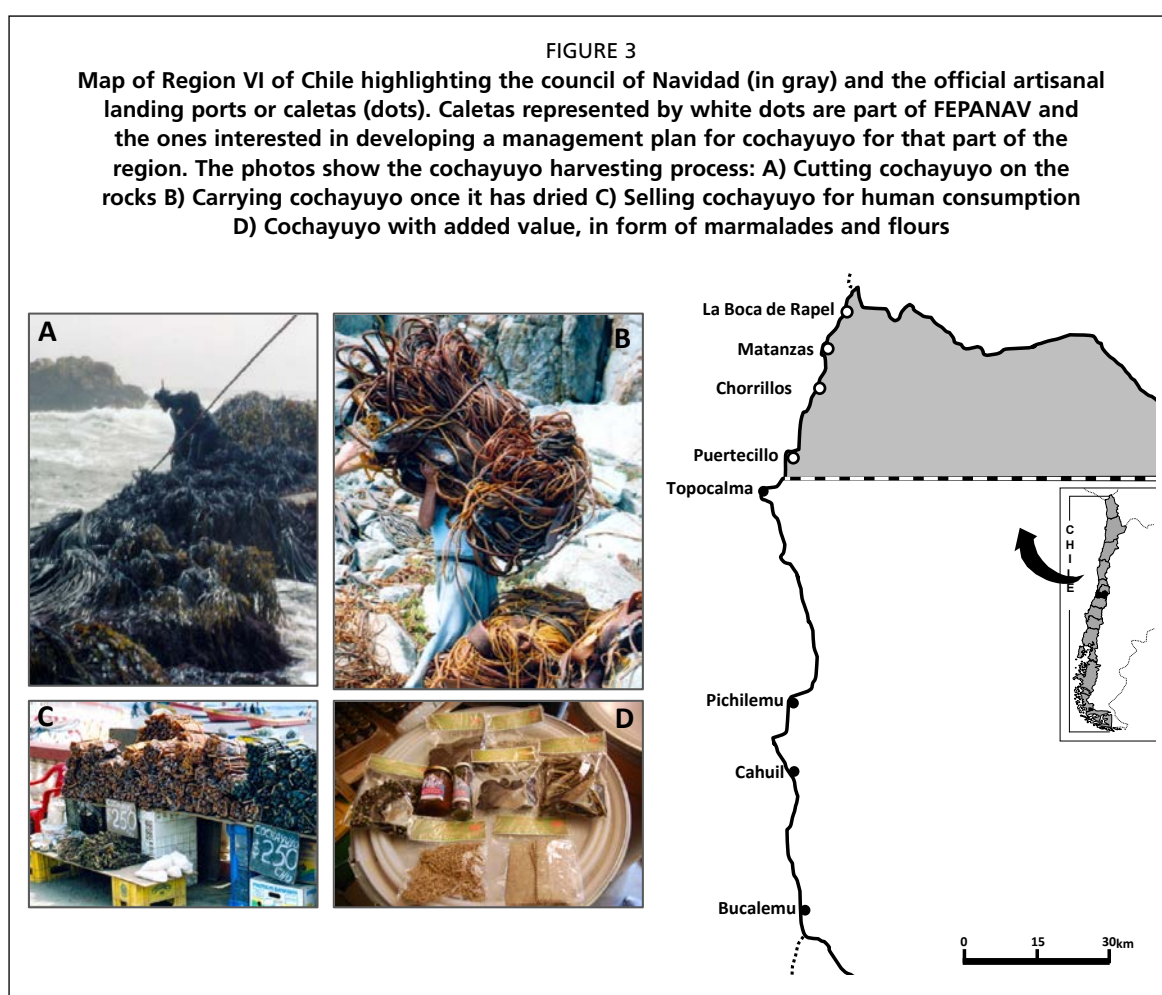 FIGURE 3
Map of Region VI of Chile highlighting the council of Navidad (in gray) and the official artisanal
landing ports or caletas (dots). Caletas represented by white dots are part of FEPANAV and
the ones interested in developing a management plan for cochayuyo for that part of the
region. The photos show the cochayuyo harvesting process: A) Cutting cochayuyo on the
rocks B) Carrying cochayuyo once it has dried C) Selling cochayuyo for human consumption
D) Cochayuyo with added value, in form of marmalades and flours
A
B
C
250
COCHAYUYO
$250
D
La Boca de Rapel
Matanzas
Chorrillos
Puertecillo
Topocalma
CHILE
Pichilemu
Cahuil
Bucalemu
0 15 30km